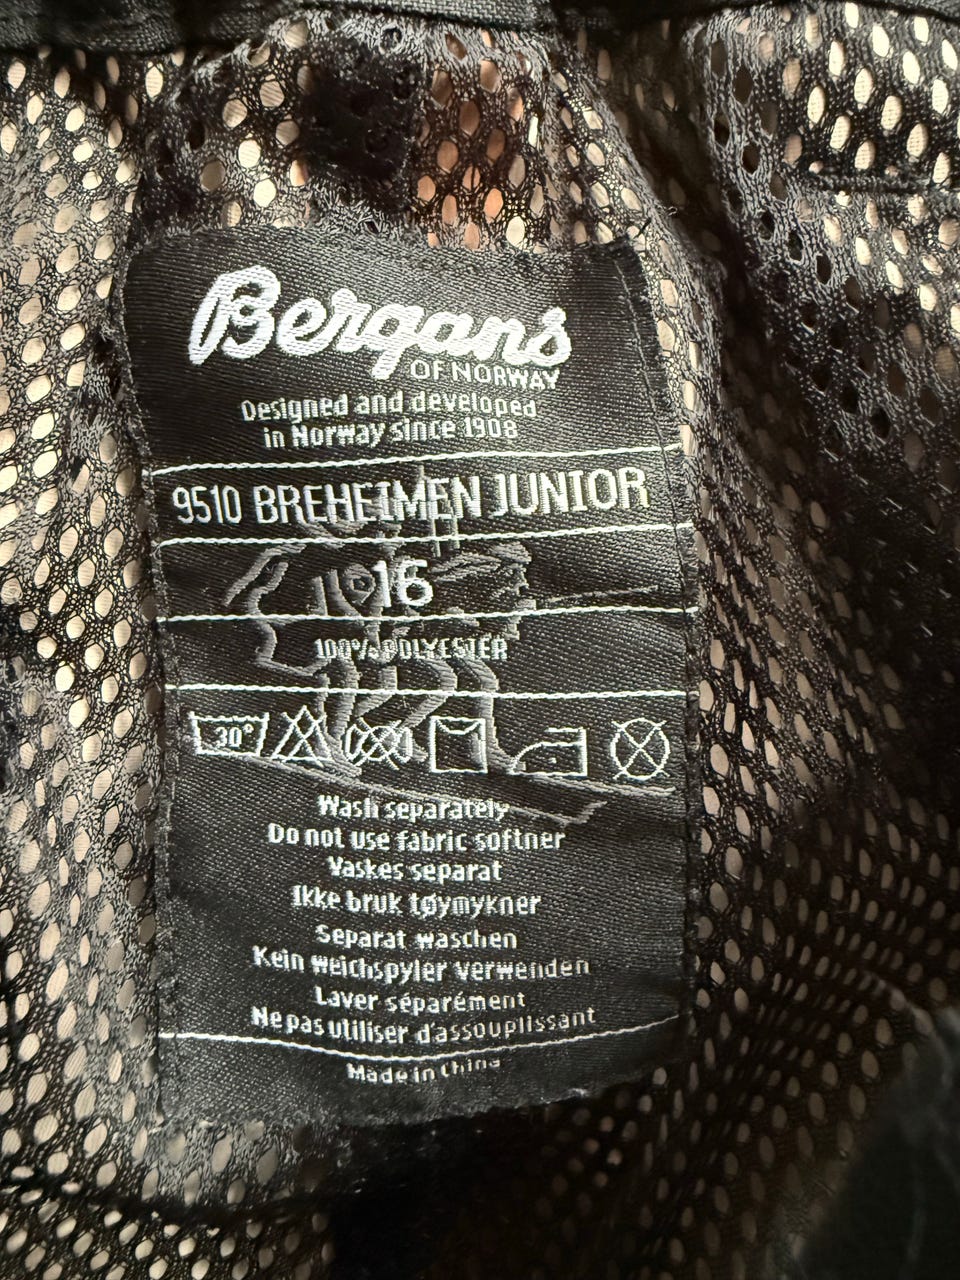 Bergans
OF NORWAY
Designed and developed
in Norway since 1908
9510 BREHEIMEN JUNIOR
16
100% POLYESTER
30°
Wash separately
Do not use fabric softner
Vaskes separat
Ikke bruk tøymykner
Separat waschen
Kein weichspyler verwenden
Laver séparément
Ne pas utiliser d'assouplissant
Made in China